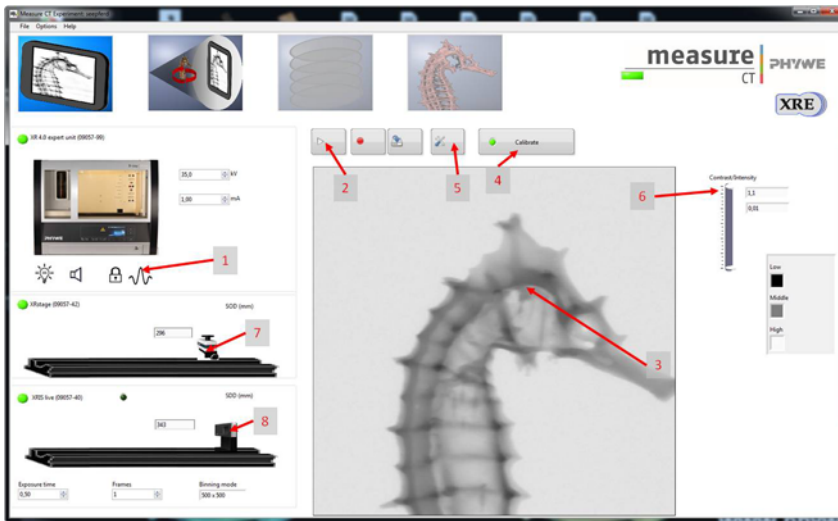 Measure CT Experiment: seepferd
File Options Help
measure
CT
PHYWE
XRE
XR 4.0 expert unit (09057-99)
35,0 kV
1,00 mA
PHYWE
1
2
5
4
Calibrate
3
Contrast/Intensity
6
1,1
0,01
Low
Middle
High
XRstage (09057-42)
SOD (mm)
296
7
XRIS live (09057-40)
SDD (mm)
343
8
Exposure time
Frames
Binning mode
0,50
1
500 x 500